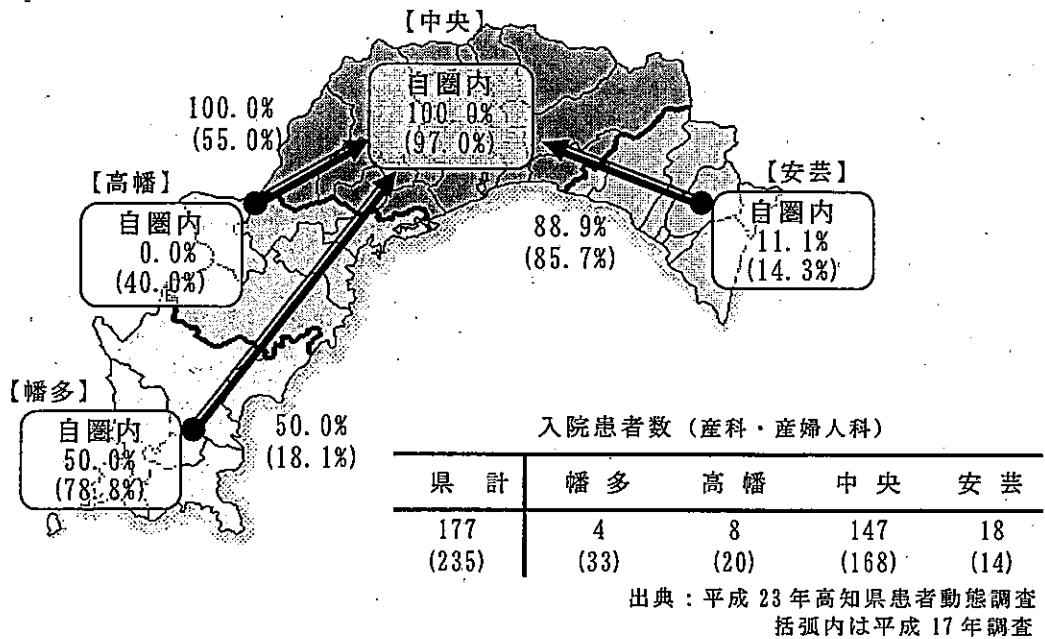 【中央】
自圏内
100.0%
(97.0%)
100.0%
(55.0%)
【高幡】
自圏内
0.0%
(40.0%)
【安芸】
自圏内
11.1%
(14.3%)
88.9%
(85.7%)
【幡多】
自圏内
50.0%
(78.8%)
50.0%
(18.1%)
入院患者数（産科・産婦人科）
県計 幡多 高幡 中央 安芸
177 4 8 147 18
(235) (33) (20) (168) (14)
出典：平成23年高知県患者動態調査
括弧内は平成17年調査